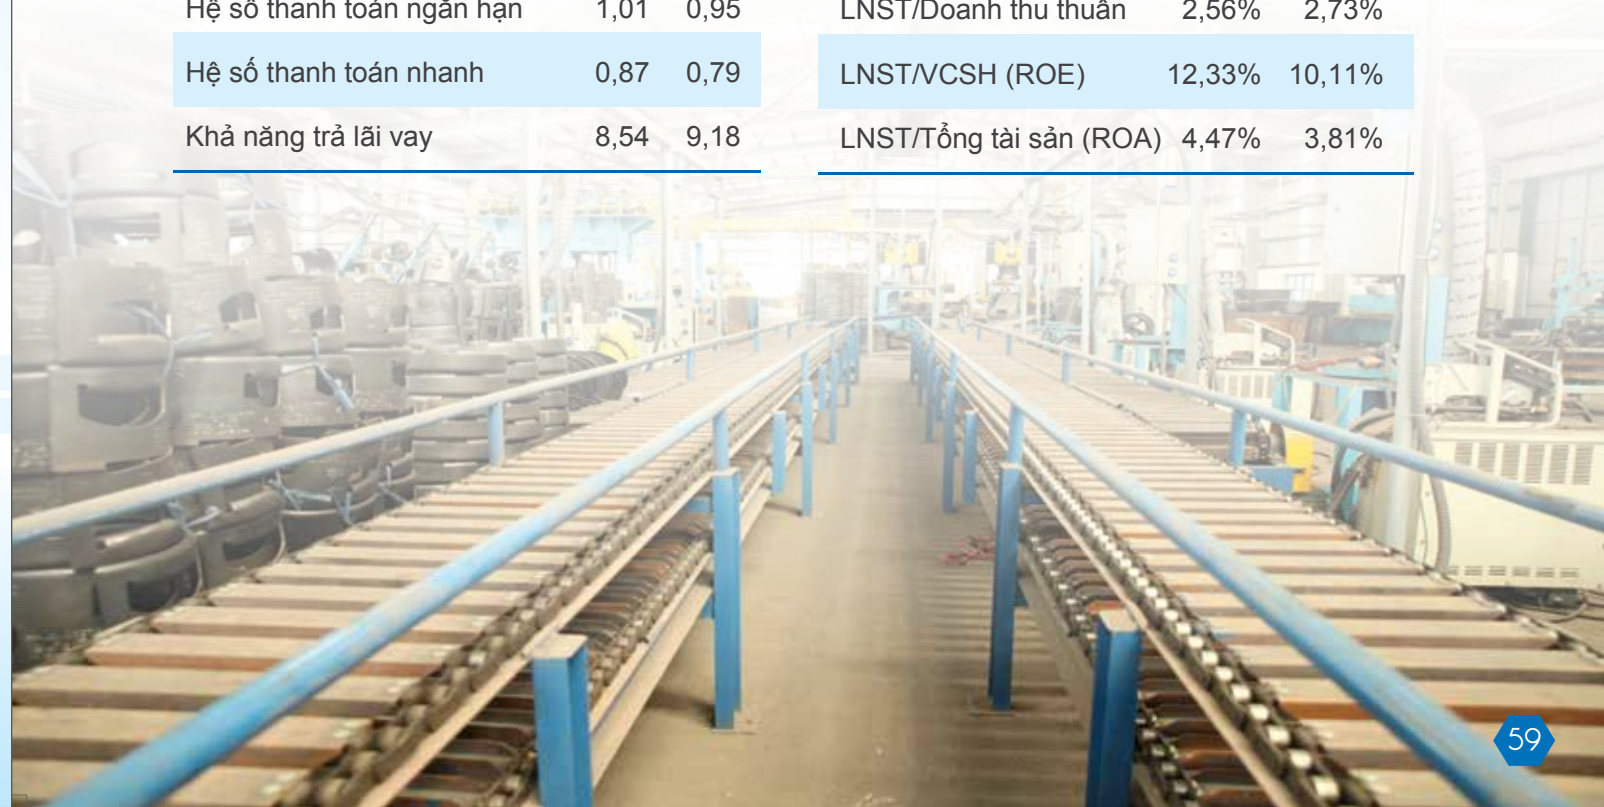 Hệ số thanh toán ngắn hạn 1,01 0,95
Hệ số thanh toán nhanh 0,87 0,79
Khả năng trả lãi vay 8,54 9,18
LNST/Doanh thu thuần 2,56% 2,73%
LNST/VCSH (ROE) 12,33% 10,11%
LNST/Tổng tài sản (ROA) 4,47% 3,81%
59